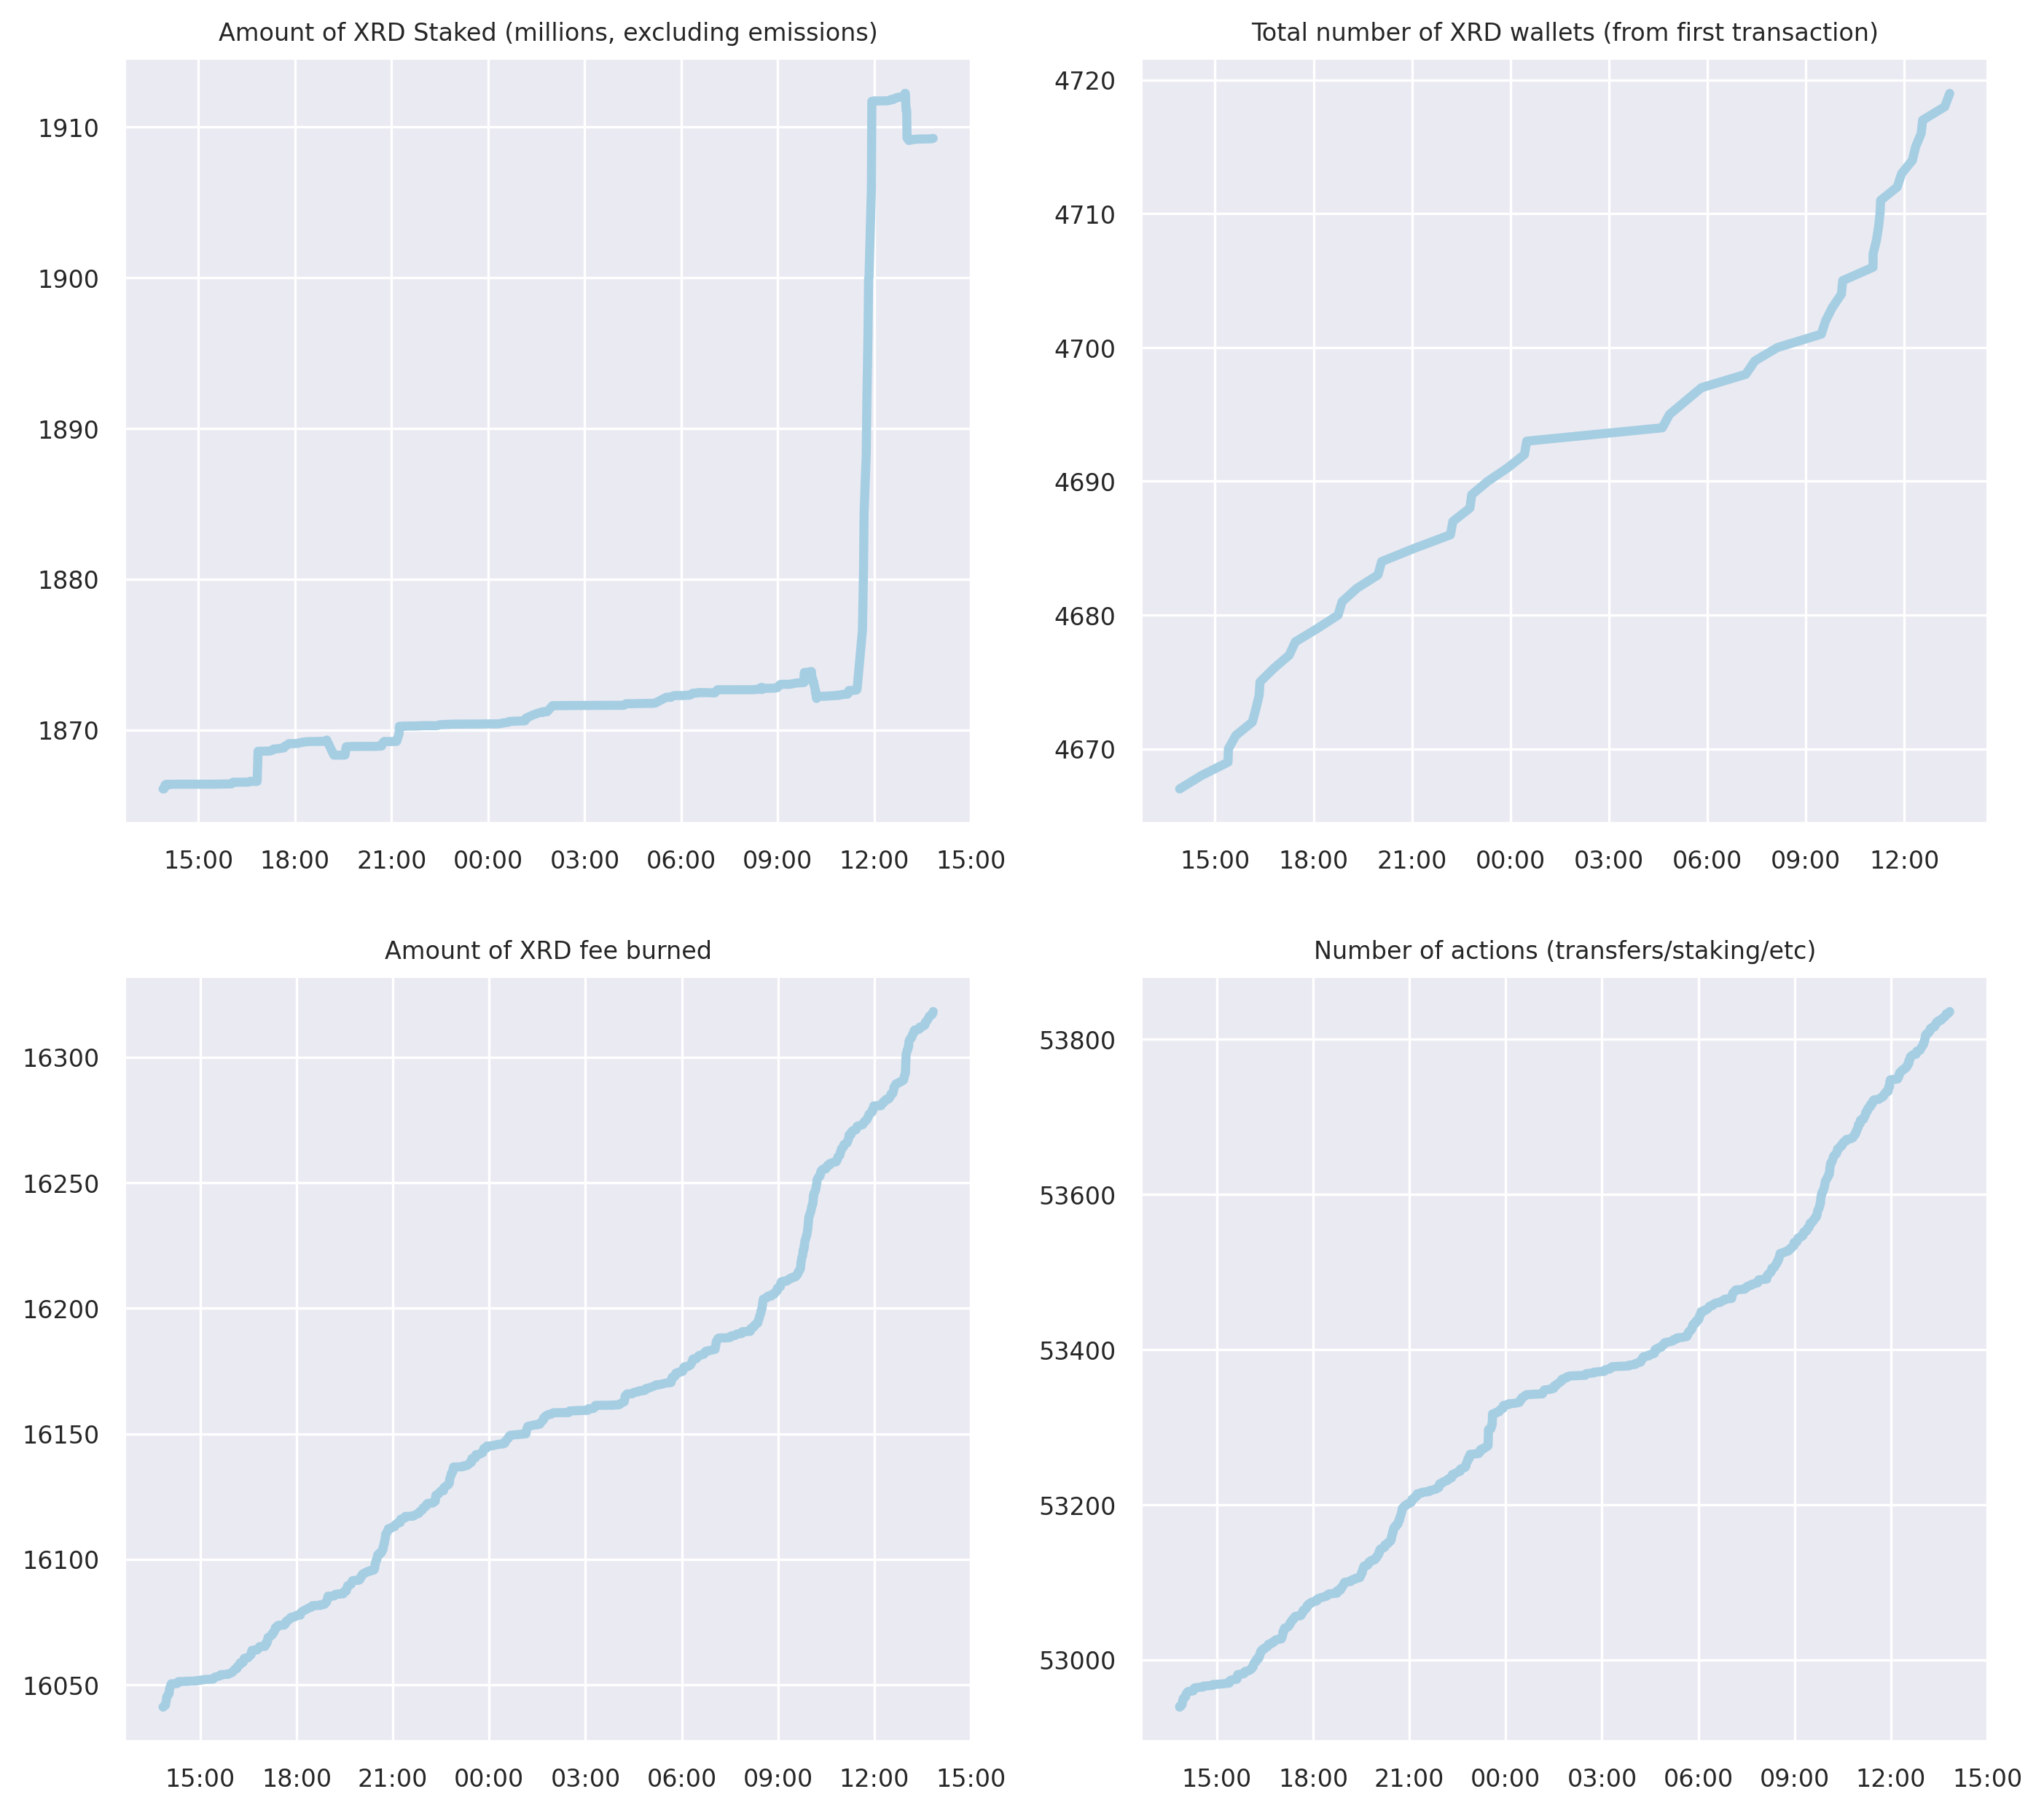 Amount of XRD Staked (millions, excluding emissions)
1910
1900
1890
1880
1870
15:00 18:00 21:00 00:00 03:00 06:00 09:00 12:00 15:00
Total number of XRD wallets (from first transaction)
4720
4710
4700
4690
4680
4670
15:00 18:00 21:00 00:00 03:00 06:00 09:00 12:00
Amount of XRD fee burned
16300
16250
16200
16150
16100
16050
15:00 18:00 21:00 00:00 03:00 06:00 09:00 12:00 15:00
Number of actions (transfers/staking/etc)
53800
53600
53400
53200
53000
15:00 18:00 21:00 00:00 03:00 06:00 09:00 12:00 15:00